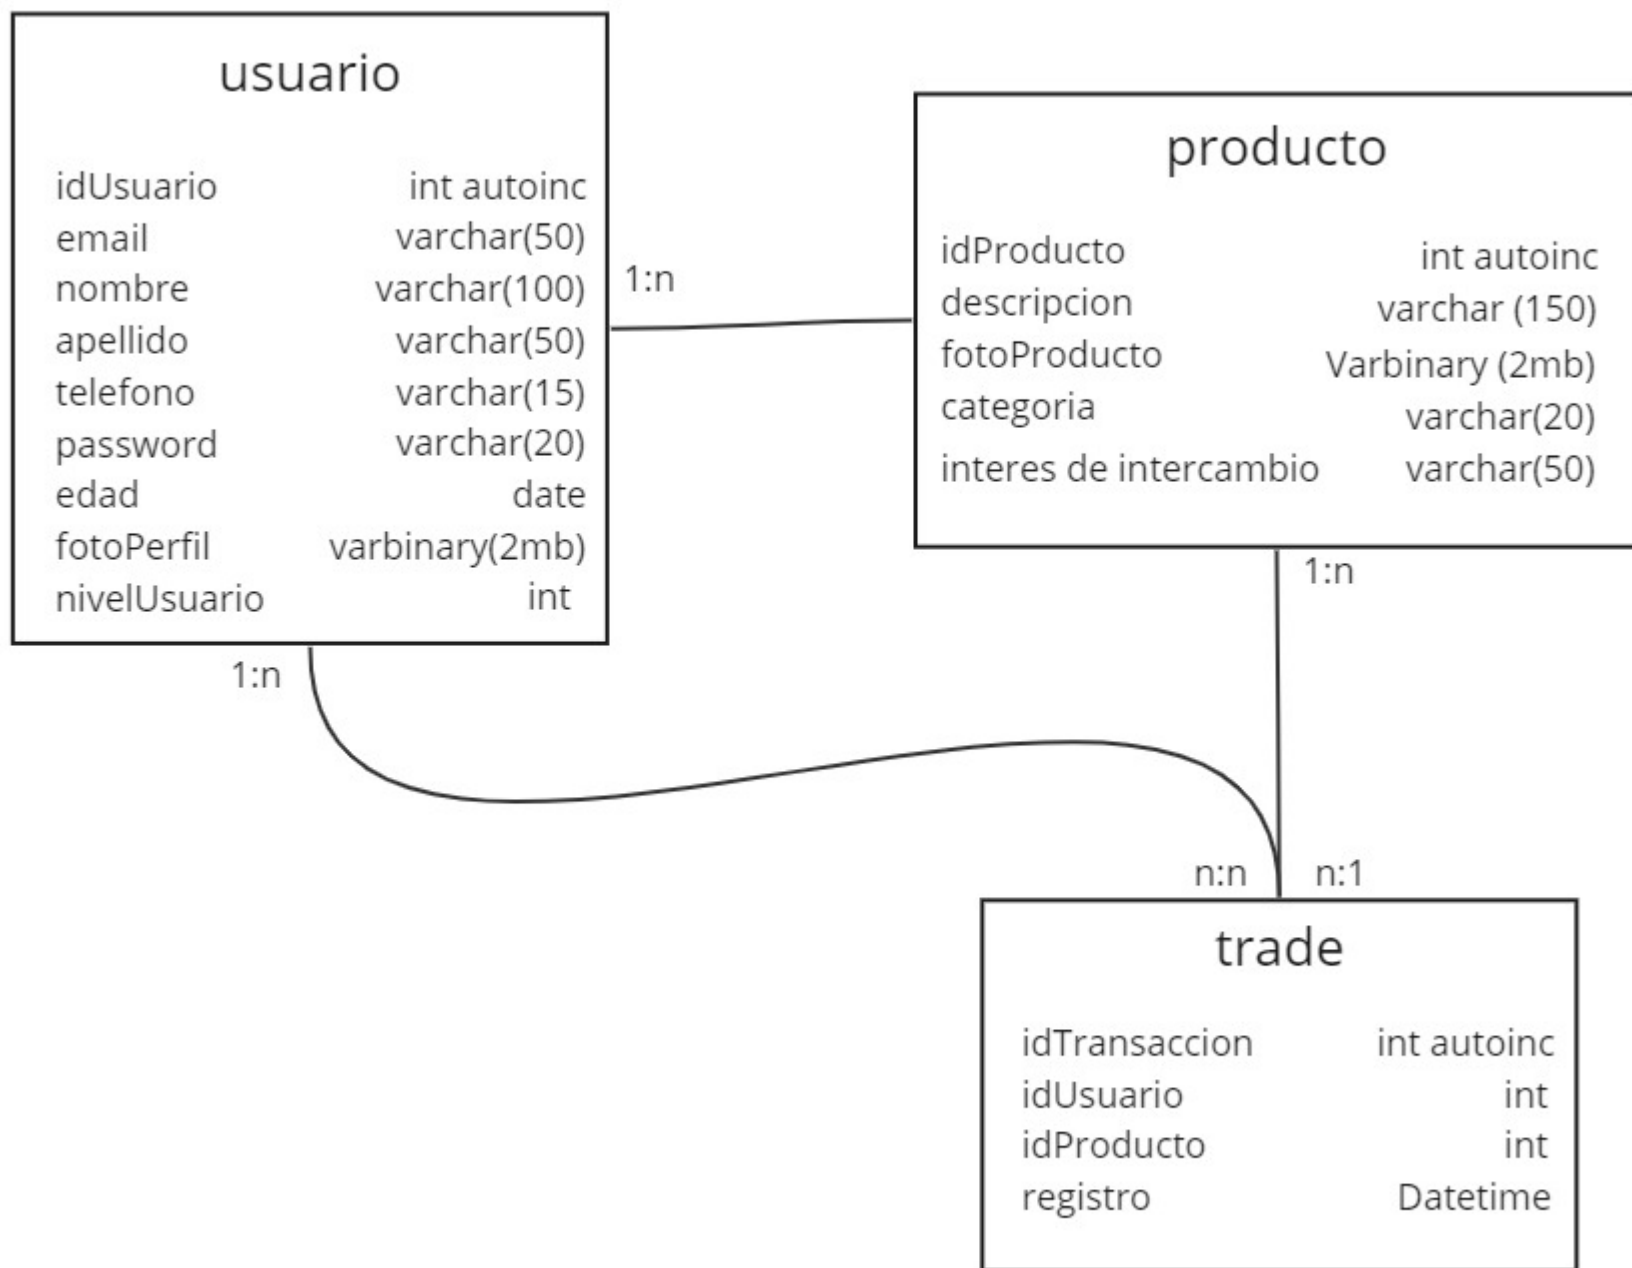 usuario
idUsuario int autoinc
email varchar(50)
nombre varchar(100)
apellido varchar(50)
telefono varchar(15)
password varchar(20)
edad date
fotoPerfil varbinary(2mb)
nivelUsuario int
1:n
producto
idProducto int autoinc
descripcion varchar (150)
fotoProducto Varbinary (2mb)
categoria varchar(20)
interes de intercambio varchar(50)
1:n
1:n
n:n n:1
trade
idTransaccion int autoinc
idUsuario int
idProducto int
registro Datetime